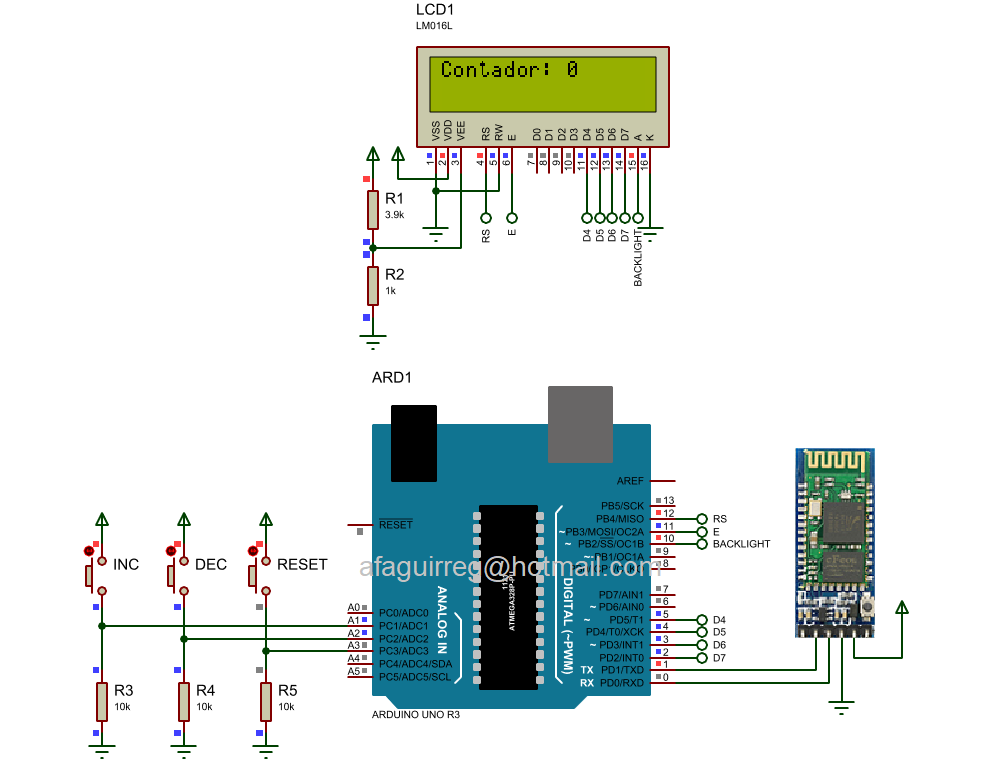 LCD1
LM016L
Contador: 0
VSS VDD VEE RS RW E D0 D1 D2 D3 D4 D5 D6 D7 A K
1 2 3 4 5 6 7 8 9 10 11 12 13 14 15 16
R1
3.9k
RS E D4 D5 D6 D7 BACKLIGHT
R2
1k
ARD1
AREF
RESET
PB5/SCK 13
PB4/MISO 12 RS
~PB3/MOSI/OC2A 11 E
~ PB2/SS/OC1B 10 BACKLIGHT
~ PB1/OC1A 9
8
afaguirreg@hotmail.com
INC
DEC
RESET
ATMEGA328P-PU
ANALOG IN
DIGITAL (~PWM)
PD7/AIN1 7
~ PD6/AIN0 6
~ PD5/T1 5 D4
PD4/T0/XCK 4 D5
~ PD3/INT1 3 D6
PD2/INT0 2 D7
TX PD1/TXD 1
RX PD0/RXD 0
A0 PC0/ADC0
A1 PC1/ADC1
A2 PC2/ADC2
A3 PC3/ADC3
A4 PC4/ADC4/SDA
A5 PC5/ADC5/SCL
R3
10k
R4
10k
R5
10k
ARDUINO UNO R3